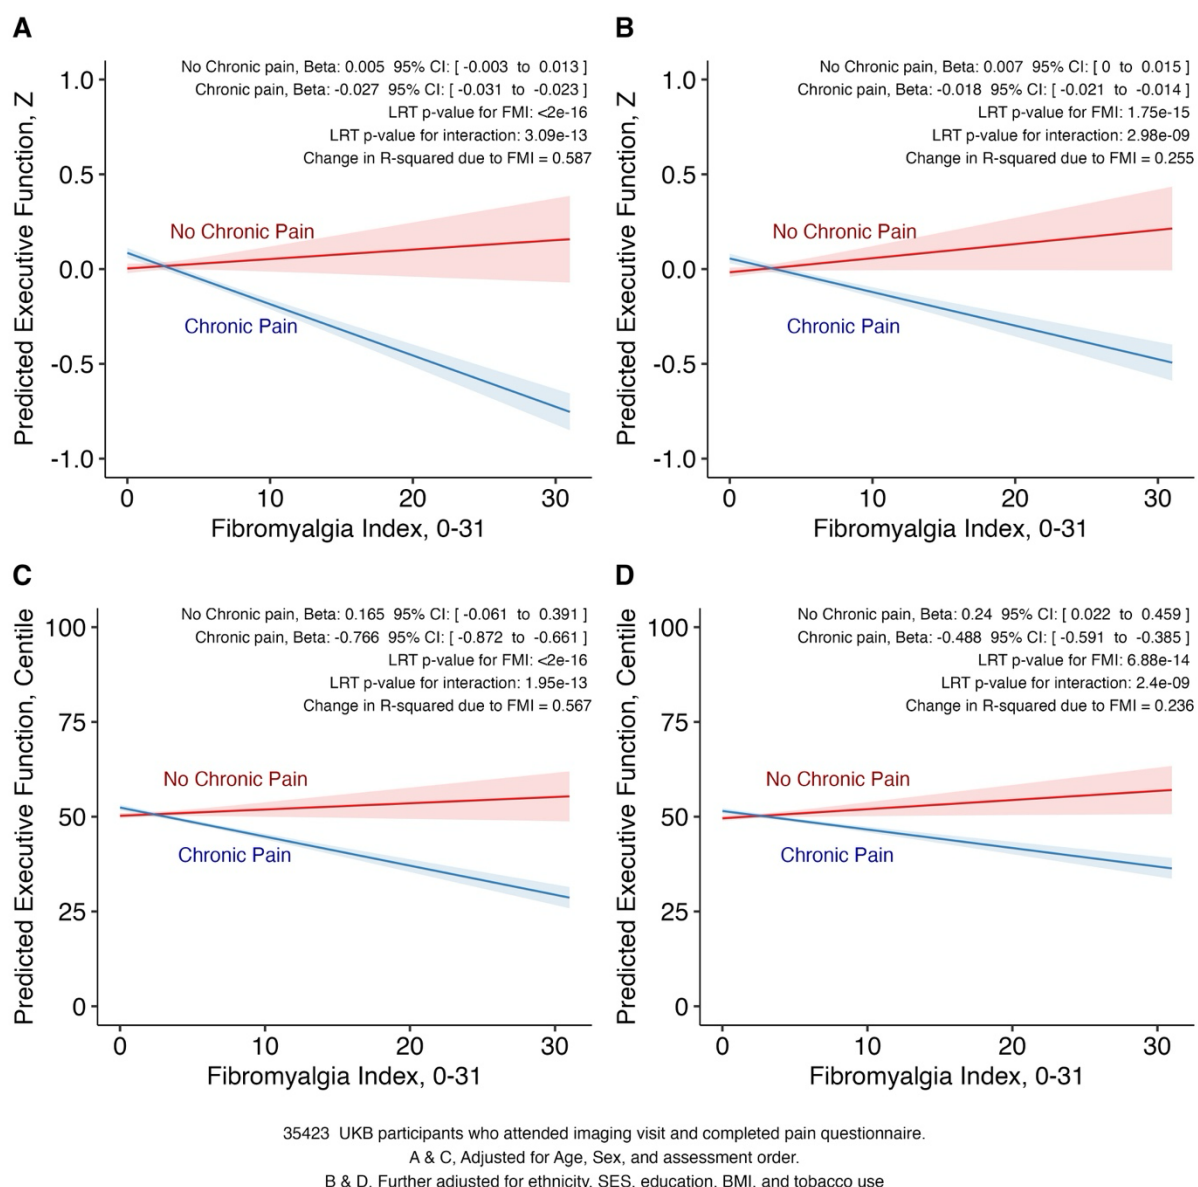 A
No Chronic pain, Beta: 0.005 95% CI: [ -0.003 to 0.013 ]
Chronic pain, Beta: -0.027 95% CI: [ -0.031 to -0.023 ]
LRT p-value for FMI: <2e-16
LRT p-value for interaction: 3.09e-13
Change in R-squared due to FMI = 0.587
Predicted Executive Function, Z
1.0
0.5
0.0
-0.5
-1.0
No Chronic Pain
Chronic Pain
0 10 20 30
Fibromyalgia Index, 0-31
B
No Chronic pain, Beta: 0.007 95% CI: [ 0 to 0.015 ]
Chronic pain, Beta: -0.018 95% CI: [ -0.021 to -0.014 ]
LRT p-value for FMI: 1.75e-15
LRT p-value for interaction: 2.98e-09
Change in R-squared due to FMI = 0.255
Predicted Executive Function, Z
1.0
0.5
0.0
-0.5
-1.0
No Chronic Pain
Chronic Pain
0 10 20 30
Fibromyalgia Index, 0-31
C
No Chronic pain, Beta: 0.165 95% CI: [ -0.061 to 0.391 ]
Chronic pain, Beta: -0.766 95% CI: [ -0.872 to -0.661 ]
LRT p-value for FMI: <2e-16
LRT p-value for interaction: 1.95e-13
Change in R-squared due to FMI = 0.567
Predicted Executive Function, Centile
100
75
50
25
0
No Chronic Pain
Chronic Pain
0 10 20 30
Fibromyalgia Index, 0-31
D
No Chronic pain, Beta: 0.24 95% CI: [ 0.022 to 0.459 ]
Chronic pain, Beta: -0.488 95% CI: [ -0.591 to -0.385 ]
LRT p-value for FMI: 6.88e-14
LRT p-value for interaction: 2.4e-09
Change in R-squared due to FMI = 0.236
Predicted Executive Function, Centile
100
75
50
25
0
No Chronic Pain
Chronic Pain
0 10 20 30
Fibromyalgia Index, 0-31
35423 UKB participants who attended imaging visit and completed pain questionnaire.
A & C, Adjusted for Age, Sex, and assessment order.
B & D, Further adjusted for ethnicity, SES, education, BMI, and tobacco use